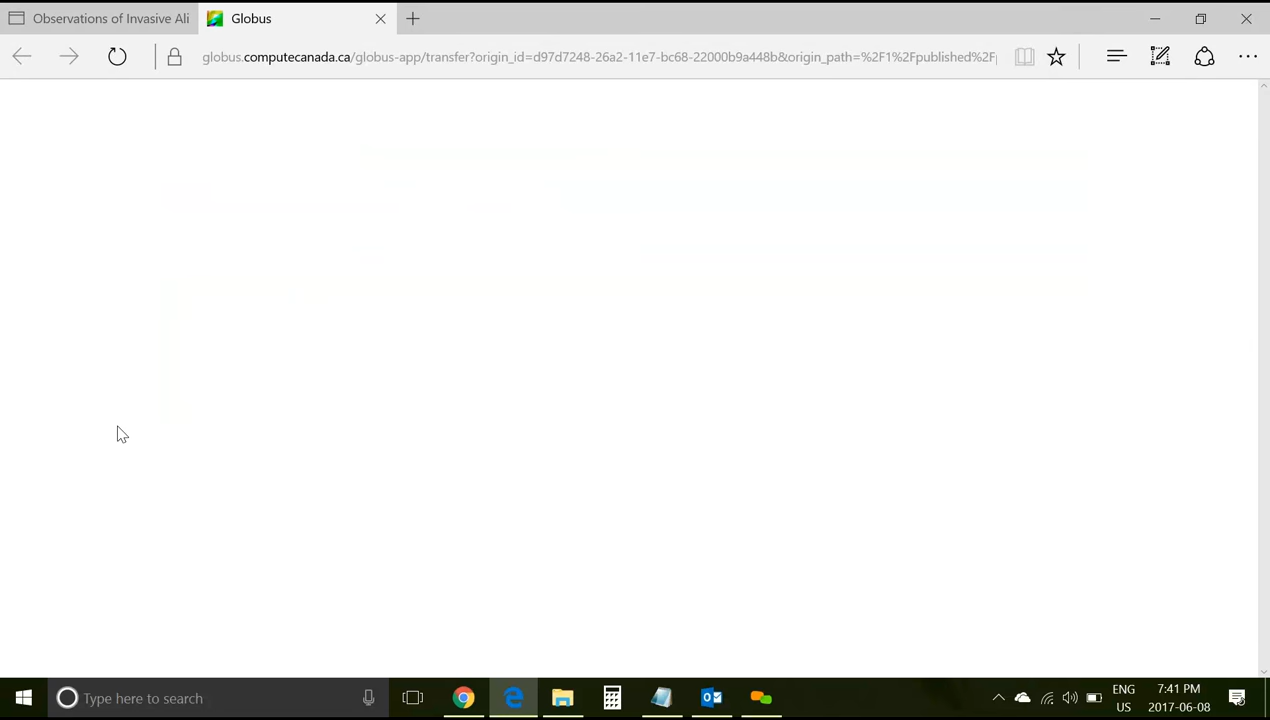 Observations of Invasive Ali
Globus
globus.computecanada.ca/globus-app/transfer?origin_id=d97d7248-26a2-11e7-bc68-22000b9a448b&origin_path=%2F1%2Fpublished%2F
Type here to search
ENG
US
7:41 PM
2017-06-08